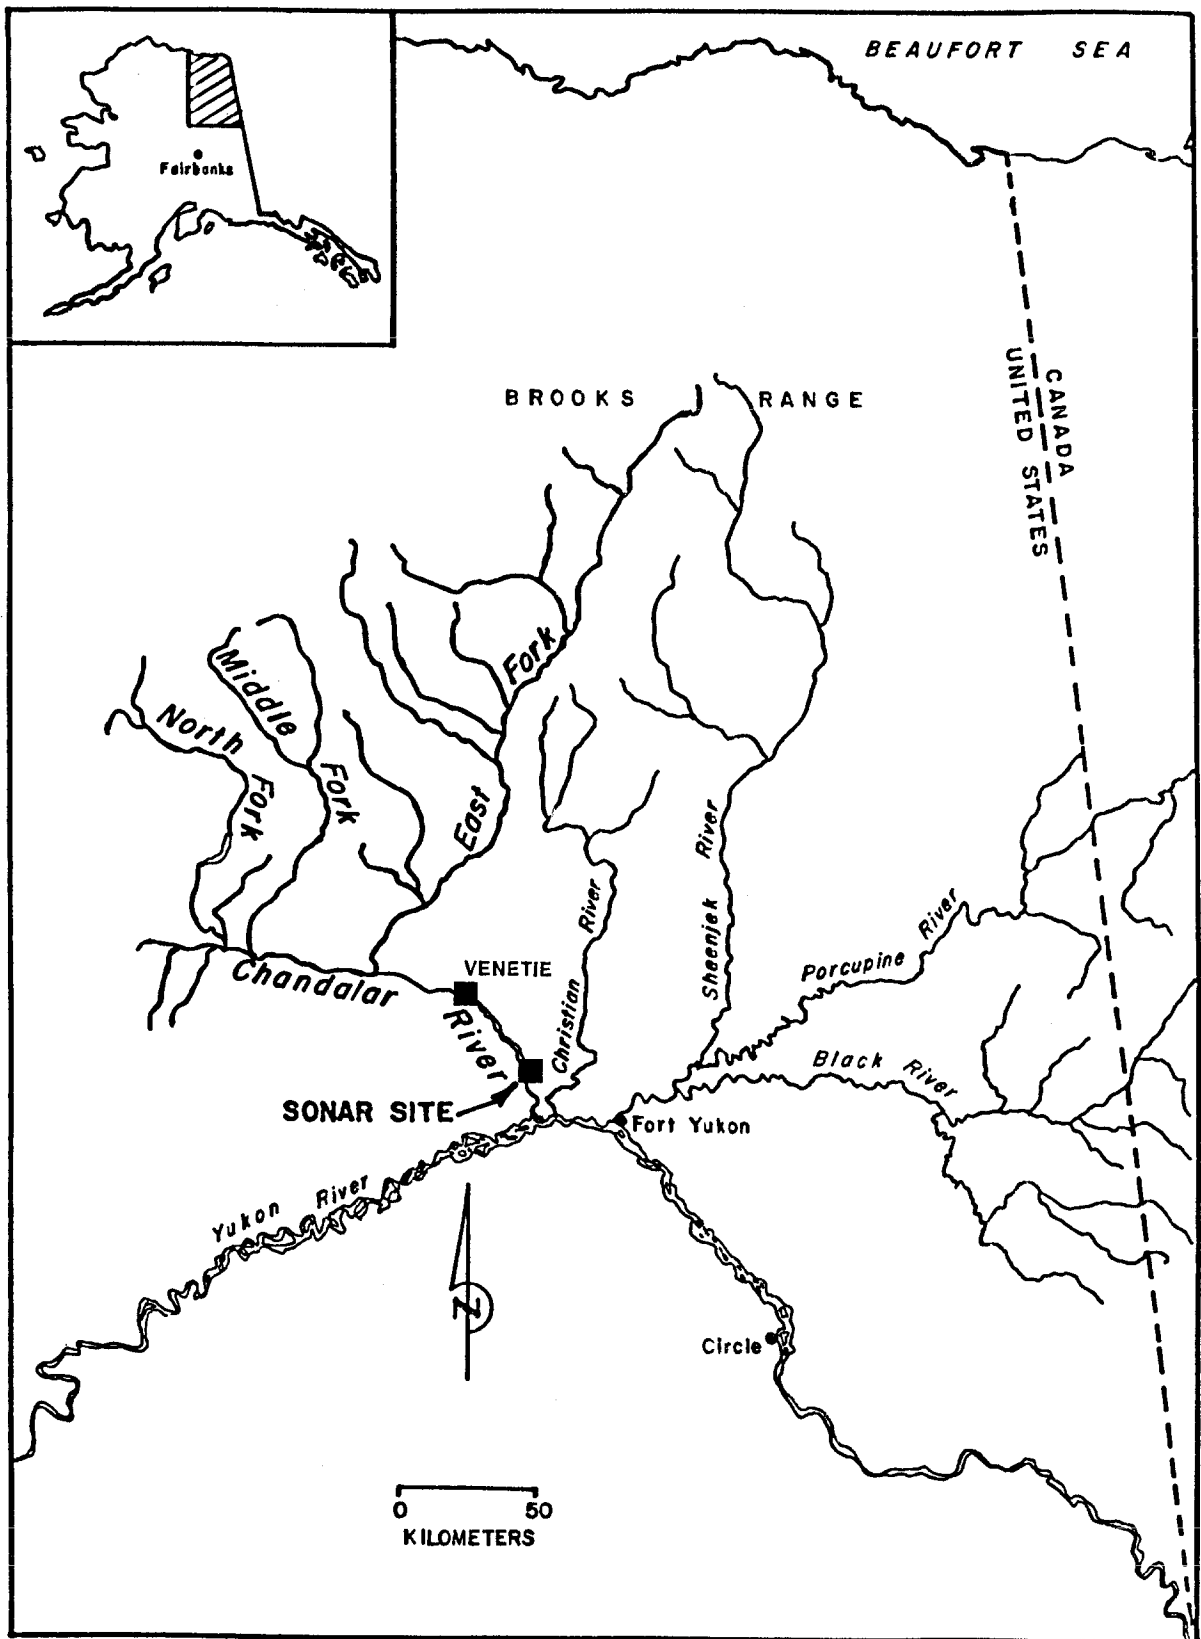 BEAUFORT SEA
Fairbanks
BROOKS RANGE
CANADA
UNITED STATES
Middle
Fork
North
Fork
East
Fork
Chandalar
River
VENETIE
Christian River
Sheenjek River
Porcupine River
Black River
SONAR SITE
Fort Yukon
Yukon River
N
Circle
0 50
KILOMETERS